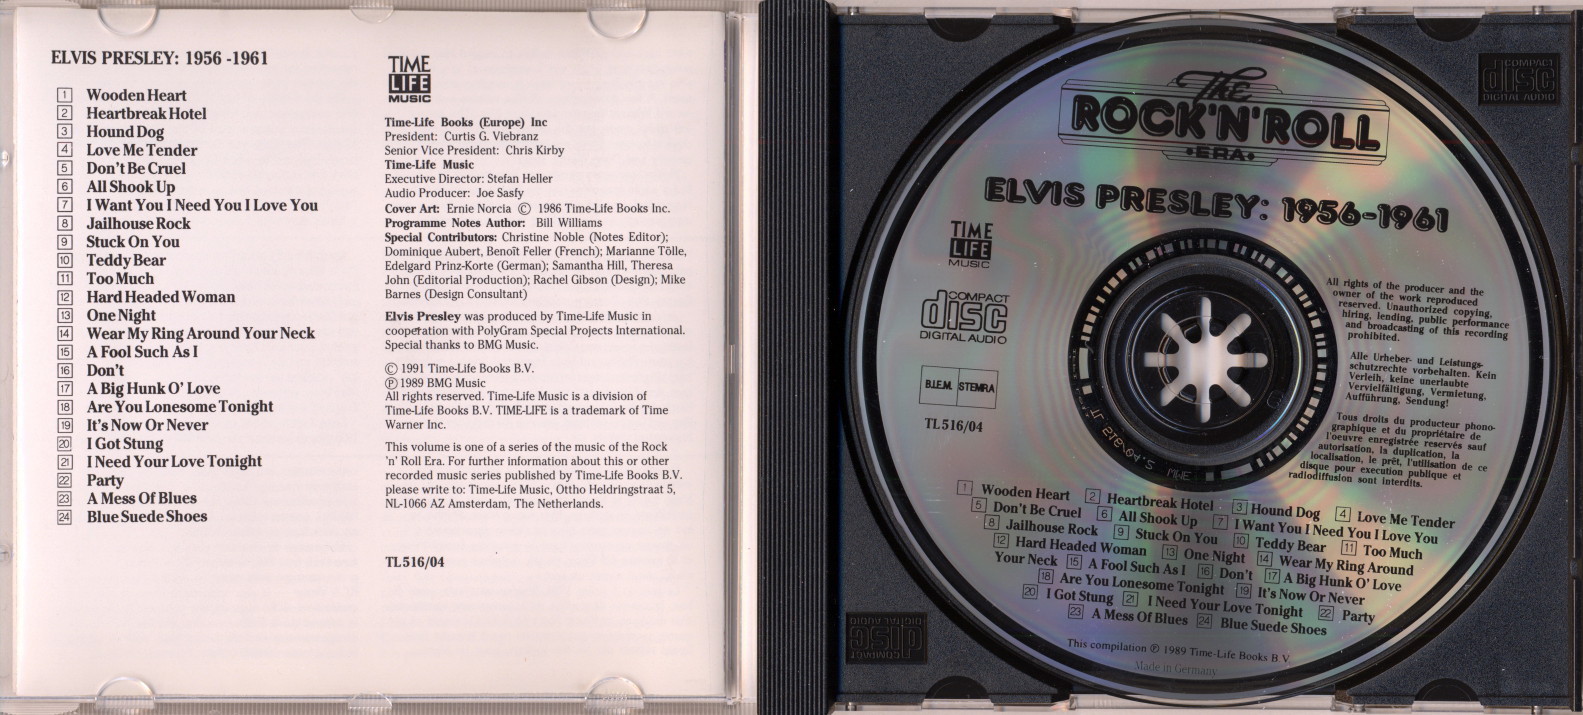 ELVIS PRESLEY: 1956 -1961
1 Wooden Heart
2 Heartbreak Hotel
3 Hound Dog
4 Love Me Tender
5 Don't Be Cruel
6 All Shook Up
7 I Want You I Need You I Love You
8 Jailhouse Rock
9 Stuck On You
10 Teddy Bear
11 Too Much
12 Hard Headed Woman
13 One Night
14 Wear My Ring Around Your Neck
15 A Fool Such As I
16 Don't
17 A Big Hunk O' Love
18 Are You Lonesome Tonight
19 It's Now Or Never
20 I Got Stung
21 I Need Your Love Tonight
22 Party
23 A Mess Of Blues
24 Blue Suede Shoes
TIME
LIFE
MUSIC
Time-Life Books (Europe) Inc
President: Curtis G. Viebranz
Senior Vice President: Chris Kirby
Time-Life Music
Executive Director: Stefan Heller
Audio Producer: Joe Sasfy
Cover Art: Ernie Norcia © 1986 Time-Life Books Inc.
Programme Notes Author: Bill Williams
Special Contributors: Christine Noble (Notes Editor);
Dominique Aubert, Benoît Feller (French); Marianne Tölle,
Edelgard Prinz-Korte (German); Samantha Hill, Theresa
John (Editorial Production); Rachel Gibson (Design); Mike
Barnes (Design Consultant)
Elvis Presley was produced by Time-Life Music in
cooperation with PolyGram Special Projects International.
Special thanks to BMG Music.
© 1991 Time-Life Books B.V.
℗ 1989 BMG Music
All rights reserved. Time-Life Music is a division of
Time-Life Books B.V. TIME-LIFE is a trademark of Time
Warner Inc.
This volume is one of a series of the music of the Rock
'n' Roll Era. For further information about this or other
recorded music series published by Time-Life Books B.V.
please write to: Time-Life Music, Ottho Heldringstraat 5,
NL-1066 AZ Amsterdam, The Netherlands.
TL 516/04
COMPACT
disc
DIGITAL AUDIO
The
ROCK'N'ROLL
•ERA•
ELVIS PRESLEY: 1956-1961
TIME
LIFE
MUSIC
COMPACT
disc
DIGITAL AUDIO
B.I.E.M. STEMRA
TL 516/04
All rights of the producer and the
owner of the work reproduced
reserved. Unauthorized copying,
hiring, lending, public performance
and broadcasting of this recording
prohibited.
Alle Urheber- und Leistungs-
schutzrechte vorbehalten. Kein
Verleih, keine unerlaubte
Vervielfältigung, Vermietung,
Aufführung, Sendung!
Tous droits du producteur phono-
graphique et du propriétaire de
l'oeuvre enregistrée reservés sauf
autorisation, la duplication, la
localisation, le prêt, l'utilisation de ce
disque pour execution publique et
radiodiffusion sont interdits.
1 Wooden Heart 2 Heartbreak Hotel 3 Hound Dog 4 Love Me Tender
5 Don't Be Cruel 6 All Shook Up 7 I Want You I Need You I Love You
8 Jailhouse Rock 9 Stuck On You 10 Teddy Bear 11 Too Much
12 Hard Headed Woman 13 One Night 14 Wear My Ring Around
Your Neck 15 A Fool Such As I 16 Don't 17 A Big Hunk O' Love
18 Are You Lonesome Tonight 19 It's Now Or Never
20 I Got Stung 21 I Need Your Love Tonight 22 Party
23 A Mess Of Blues 24 Blue Suede Shoes
This compilation ℗ 1989 Time-Life Books B.V.
Made in Germany
COMPACT
disc
DIGITAL AUDIO